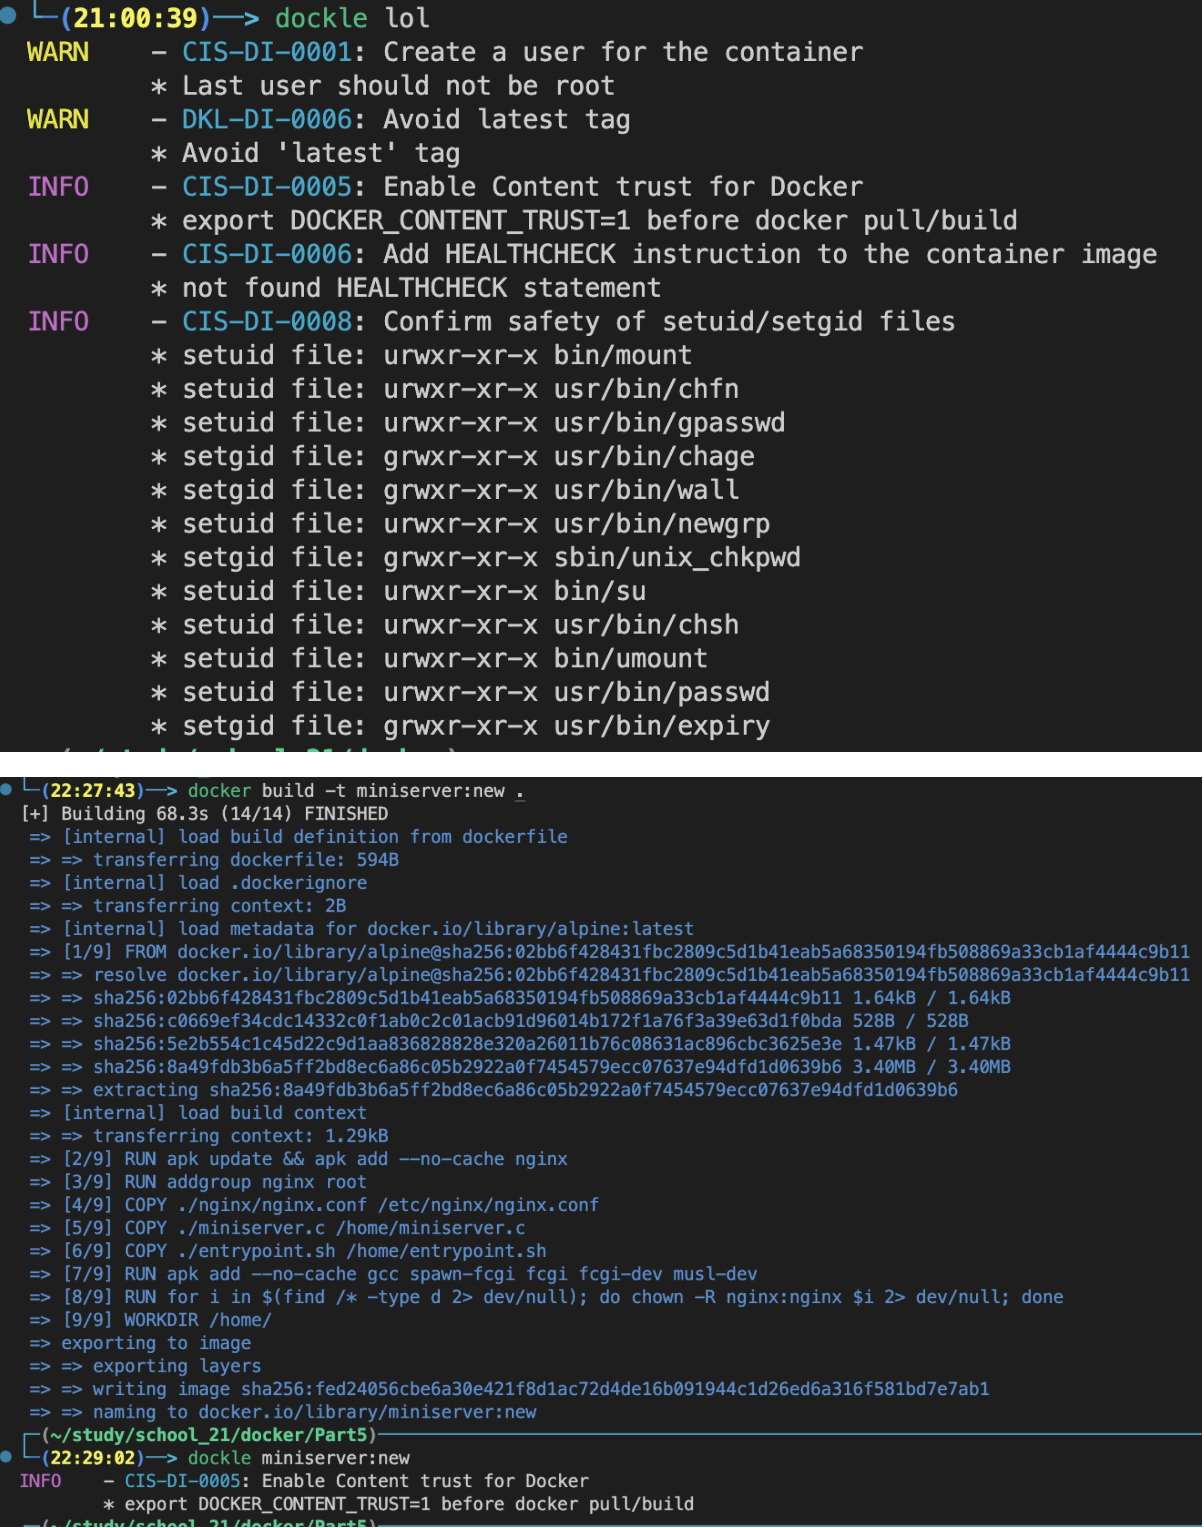 (21:00:39)—> dockle lol
WARN - CIS-DI-0001: Create a user for the container
* Last user should not be root
WARN - DKL-DI-0006: Avoid latest tag
* Avoid 'latest' tag
INFO - CIS-DI-0005: Enable Content trust for Docker
* export DOCKER_CONTENT_TRUST=1 before docker pull/build
INFO - CIS-DI-0006: Add HEALTHCHECK instruction to the container image
* not found HEALTHCHECK statement
INFO - CIS-DI-0008: Confirm safety of setuid/setgid files
* setuid file: urwxr-xr-x bin/mount
* setuid file: urwxr-xr-x usr/bin/chfn
* setuid file: urwxr-xr-x usr/bin/gpasswd
* setgid file: grwxr-xr-x usr/bin/chage
* setgid file: grwxr-xr-x usr/bin/wall
* setuid file: urwxr-xr-x usr/bin/newgrp
* setgid file: grwxr-xr-x sbin/unix_chkpwd
* setuid file: urwxr-xr-x bin/su
* setuid file: urwxr-xr-x usr/bin/chsh
* setuid file: urwxr-xr-x bin/umount
* setuid file: urwxr-xr-x usr/bin/passwd
* setgid file: grwxr-xr-x usr/bin/expiry
(22:27:43)—> docker build -t miniserver:new .
[+] Building 68.3s (14/14) FINISHED
=> [internal] load build definition from dockerfile
=> => transferring dockerfile: 594B
=> [internal] load .dockerignore
=> => transferring context: 2B
=> [internal] load metadata for docker.io/library/alpine:latest
=> [1/9] FROM docker.io/library/alpine@sha256:02bb6f428431fbc2809c5d1b41eab5a68350194fb508869a33cb1af4444c9b11
=> => resolve docker.io/library/alpine@sha256:02bb6f428431fbc2809c5d1b41eab5a68350194fb508869a33cb1af4444c9b11
=> => sha256:02bb6f428431fbc2809c5d1b41eab5a68350194fb508869a33cb1af4444c9b11 1.64kB / 1.64kB
=> => sha256:c0669ef34cdc14332c0f1ab0c2c01acb91d96014b172f1a76f3a39e63d1f0bda 528B / 528B
=> => sha256:5e2b554c1c45d22c9d1aa836828828e320a26011b76c08631ac896cbc3625e3e 1.47kB / 1.47kB
=> => sha256:8a49fdb3b6a5ff2bd8ec6a86c05b2922a0f7454579ecc07637e94dfd1d0639b6 3.40MB / 3.40MB
=> => extracting sha256:8a49fdb3b6a5ff2bd8ec6a86c05b2922a0f7454579ecc07637e94dfd1d0639b6
=> [internal] load build context
=> => transferring context: 1.29kB
=> [2/9] RUN apk update && apk add --no-cache nginx
=> [3/9] RUN addgroup nginx root
=> [4/9] COPY ./nginx/nginx.conf /etc/nginx/nginx.conf
=> [5/9] COPY ./miniserver.c /home/miniserver.c
=> [6/9] COPY ./entrypoint.sh /home/entrypoint.sh
=> [7/9] RUN apk add --no-cache gcc spawn-fcgi fcgi fcgi-dev musl-dev
=> [8/9] RUN for i in $(find /* -type d 2> dev/null); do chown -R nginx:nginx $i 2> dev/null; done
=> [9/9] WORKDIR /home/
=> exporting to image
=> => exporting layers
=> => writing image sha256:fed24056cbe6a30e421f8d1ac72d4de16b091944c1d26ed6a316f581bd7e7ab1
=> => naming to docker.io/library/miniserver:new
(~/study/school_21/docker/Part5)
(22:29:02)—> dockle miniserver:new
INFO - CIS-DI-0005: Enable Content trust for Docker
* export DOCKER_CONTENT_TRUST=1 before docker pull/build
(~/study/school_21/docker/Part5)